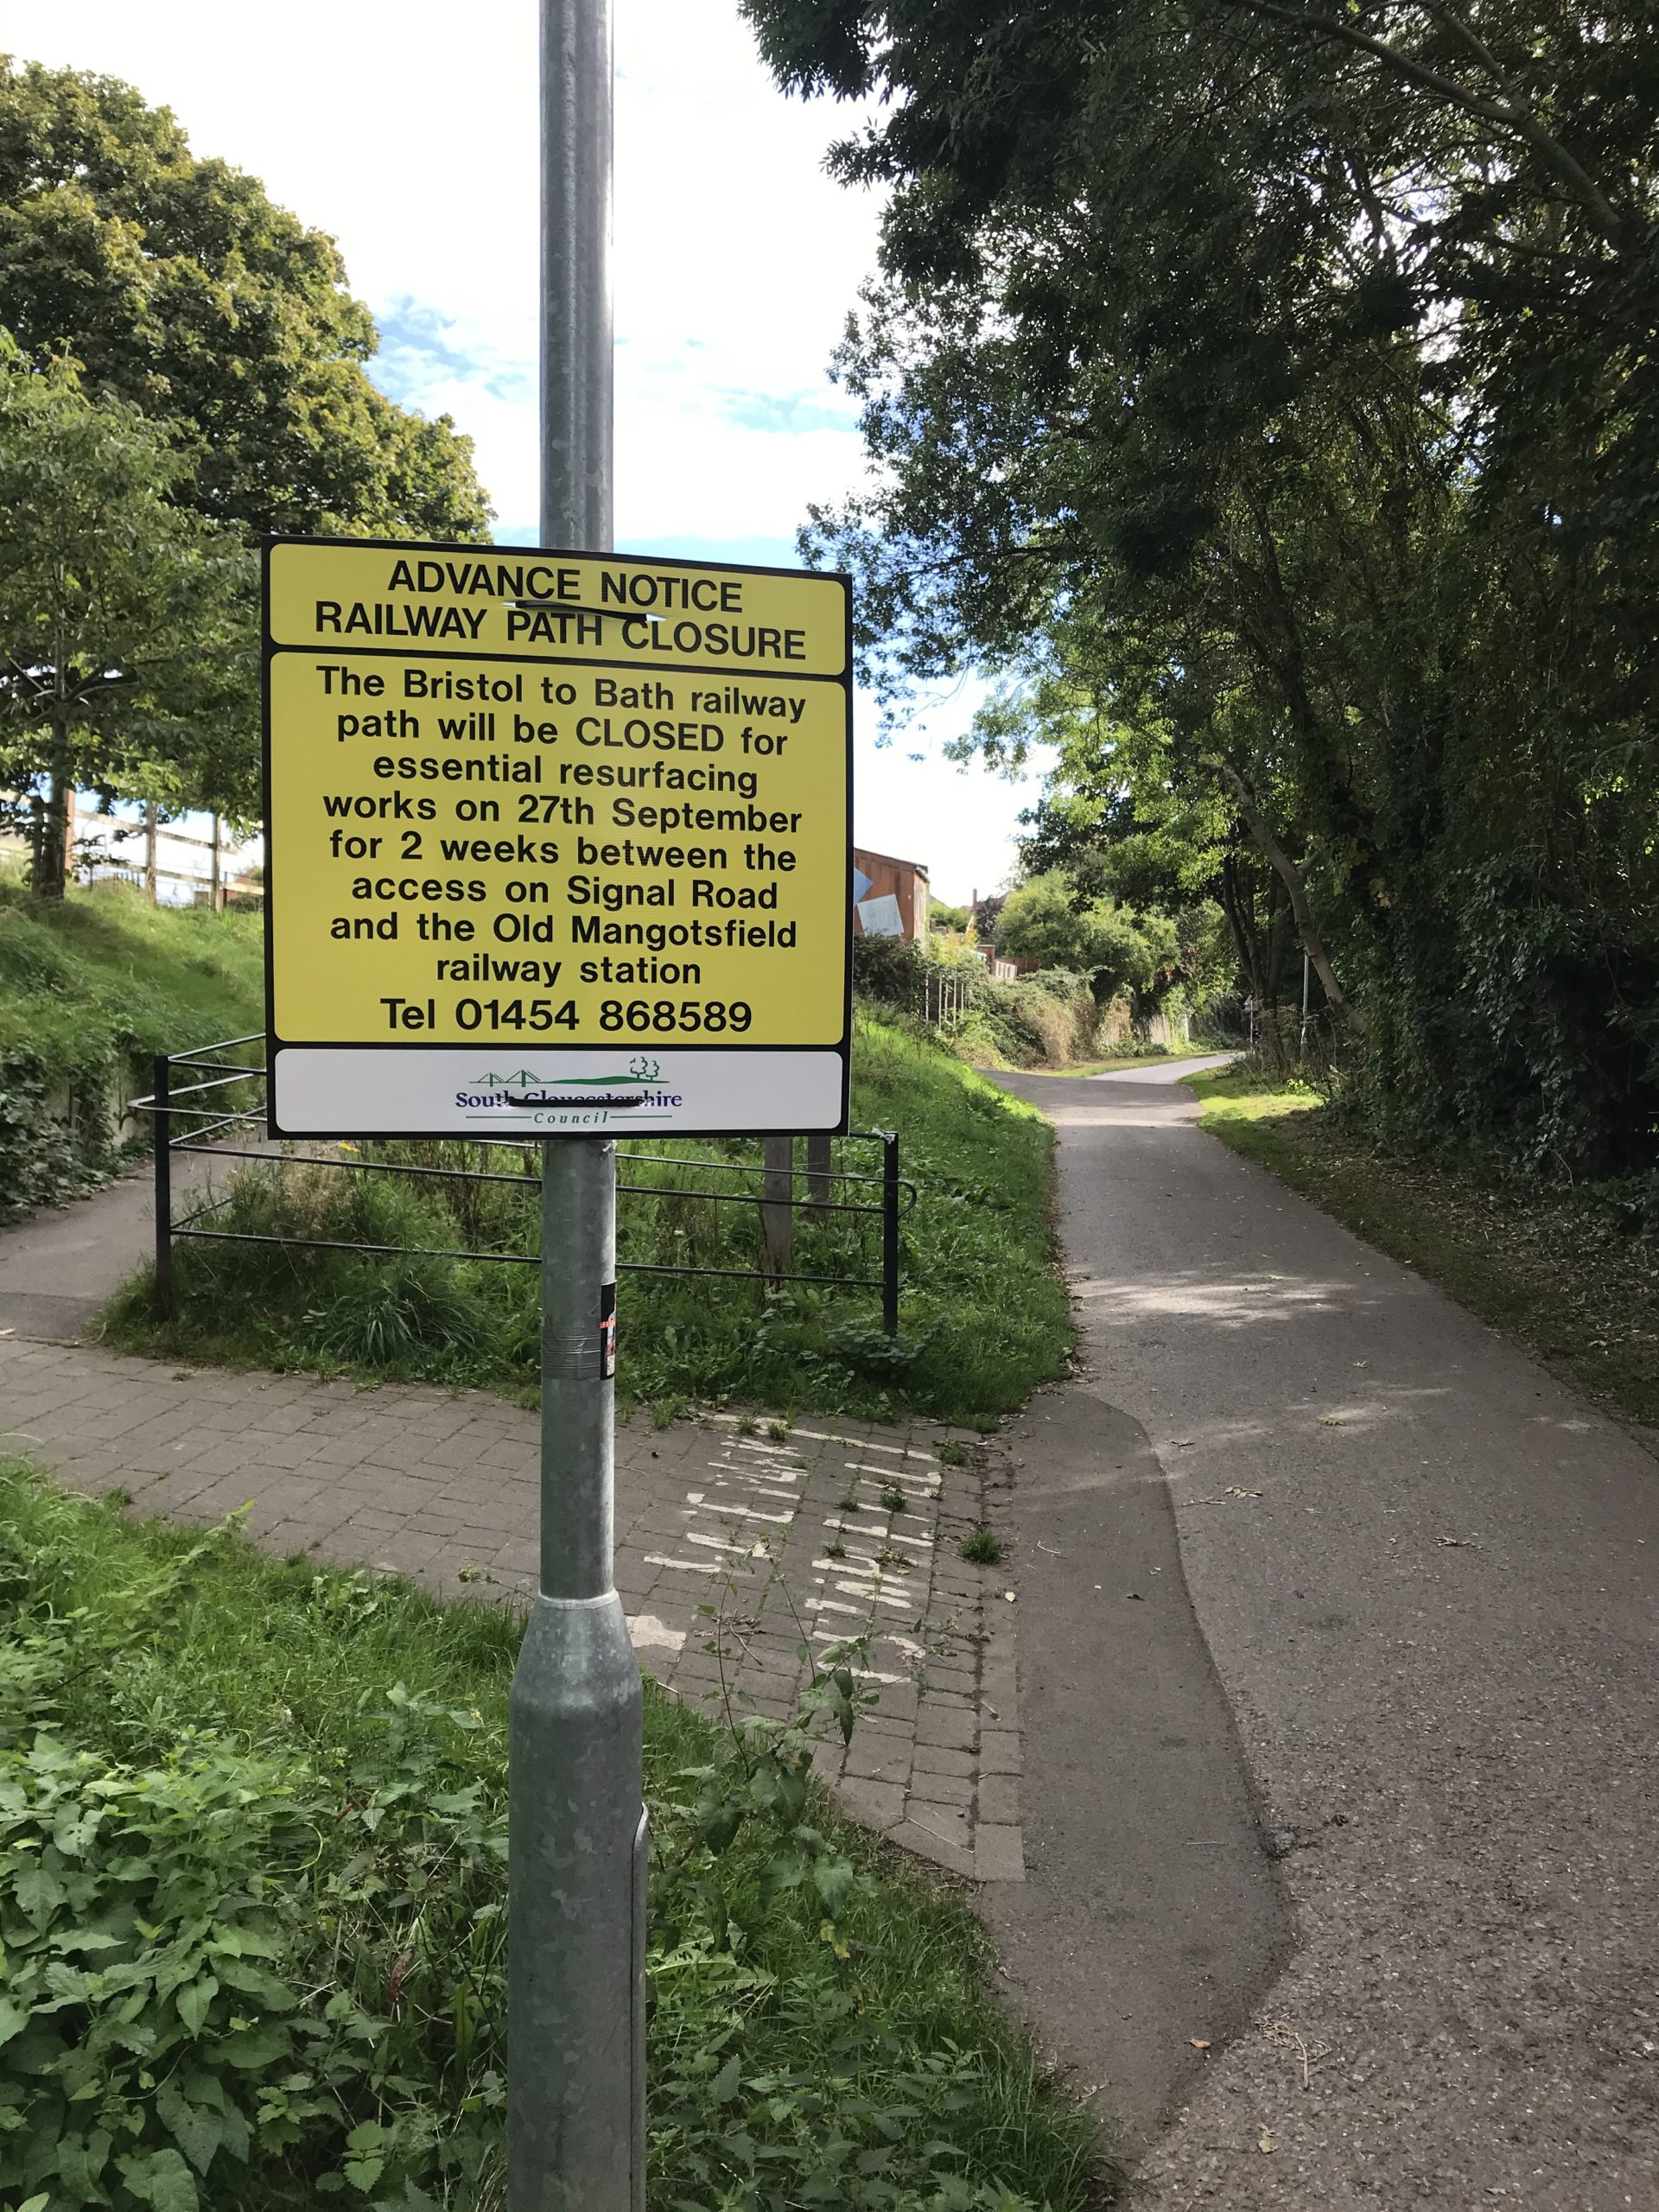 ADVANCE NOTICE
RAILWAY PATH CLOSURE
The Bristol to Bath railway
path will be CLOSED for
essential resurfacing
works on 27th September
for 2 weeks between the
access on Signal Road
and the Old Mangotsfield
railway station
Tel 01454 868589
South Gloucestershire
Council